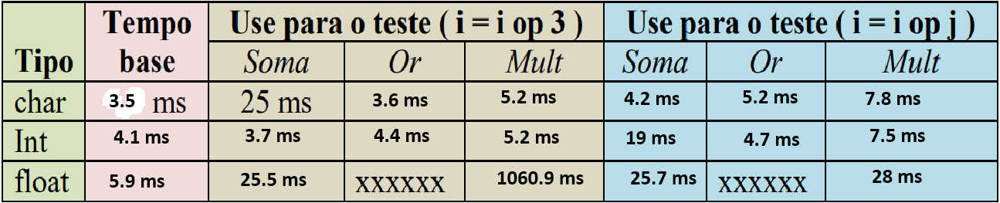 Tipo Tempo base Use para o teste ( i = i op 3 ) Use para o teste ( i = i op j )
Soma Or Mult Soma Or Mult
char 3.5 ms 25 ms 3.6 ms 5.2 ms 4.2 ms 5.2 ms 7.8 ms
Int 4.1 ms 3.7 ms 4.4 ms 5.2 ms 19 ms 4.7 ms 7.5 ms
float 5.9 ms 25.5 ms xxxxxx 1060.9 ms 25.7 ms xxxxxx 28 ms